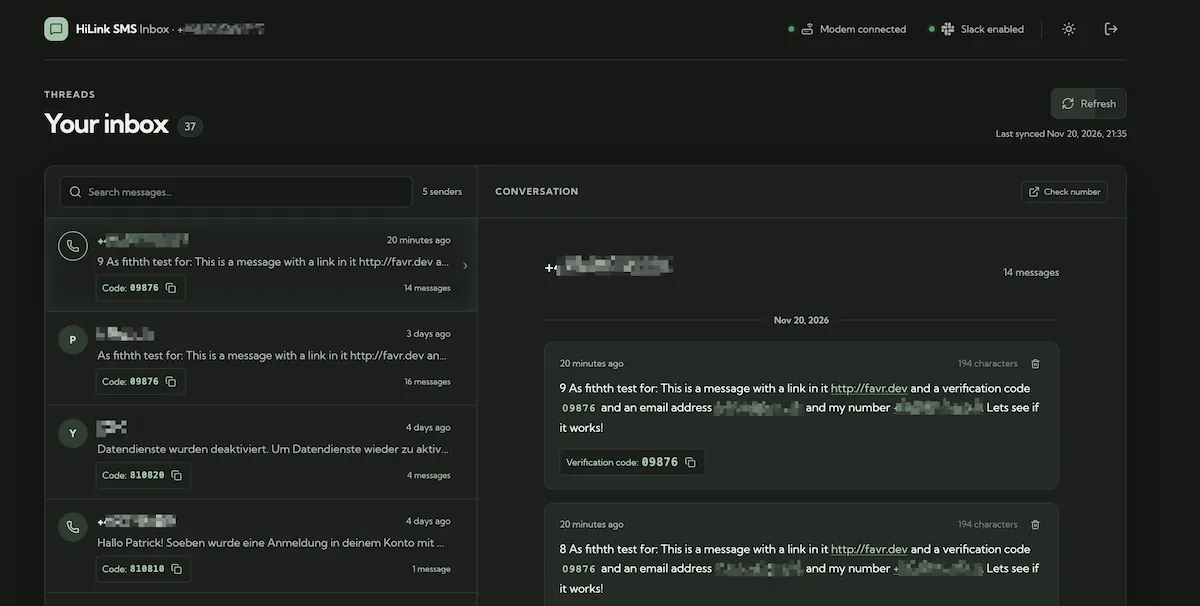 HiLink SMS Inbox · +
Modem connected
Slack enabled
THREADS
Your inbox 37
Refresh
Last synced Nov 20, 2026, 21:35
Search messages...
5 senders
+
20 minutes ago
9 As fithth test for: This is a message with a link in it http://favr.dev a...
Code: 09876
14 messages
P
3 days ago
As fithth test for: This is a message with a link in it http://favr.dev an...
Code: 09876
16 messages
Y
4 days ago
Datendienste wurden deaktiviert. Um Datendienste wieder zu aktiv...
Code: 810820
4 messages
+
4 days ago
Hallo Patrick! Soeben wurde eine Anmeldung in deinem Konto mit ...
Code: 810810
1 message
CONVERSATION
Check number
+
14 messages
Nov 20, 2026
20 minutes ago
194 characters
9 As fithth test for: This is a message with a link in it http://favr.dev and a verification code
09876 and an email address and my number . Lets see if
it works!
Verification code: 09876
20 minutes ago
194 characters
8 As fithth test for: This is a message with a link in it http://favr.dev and a verification code
09876 and an email address and my number + . Lets see if
it works!